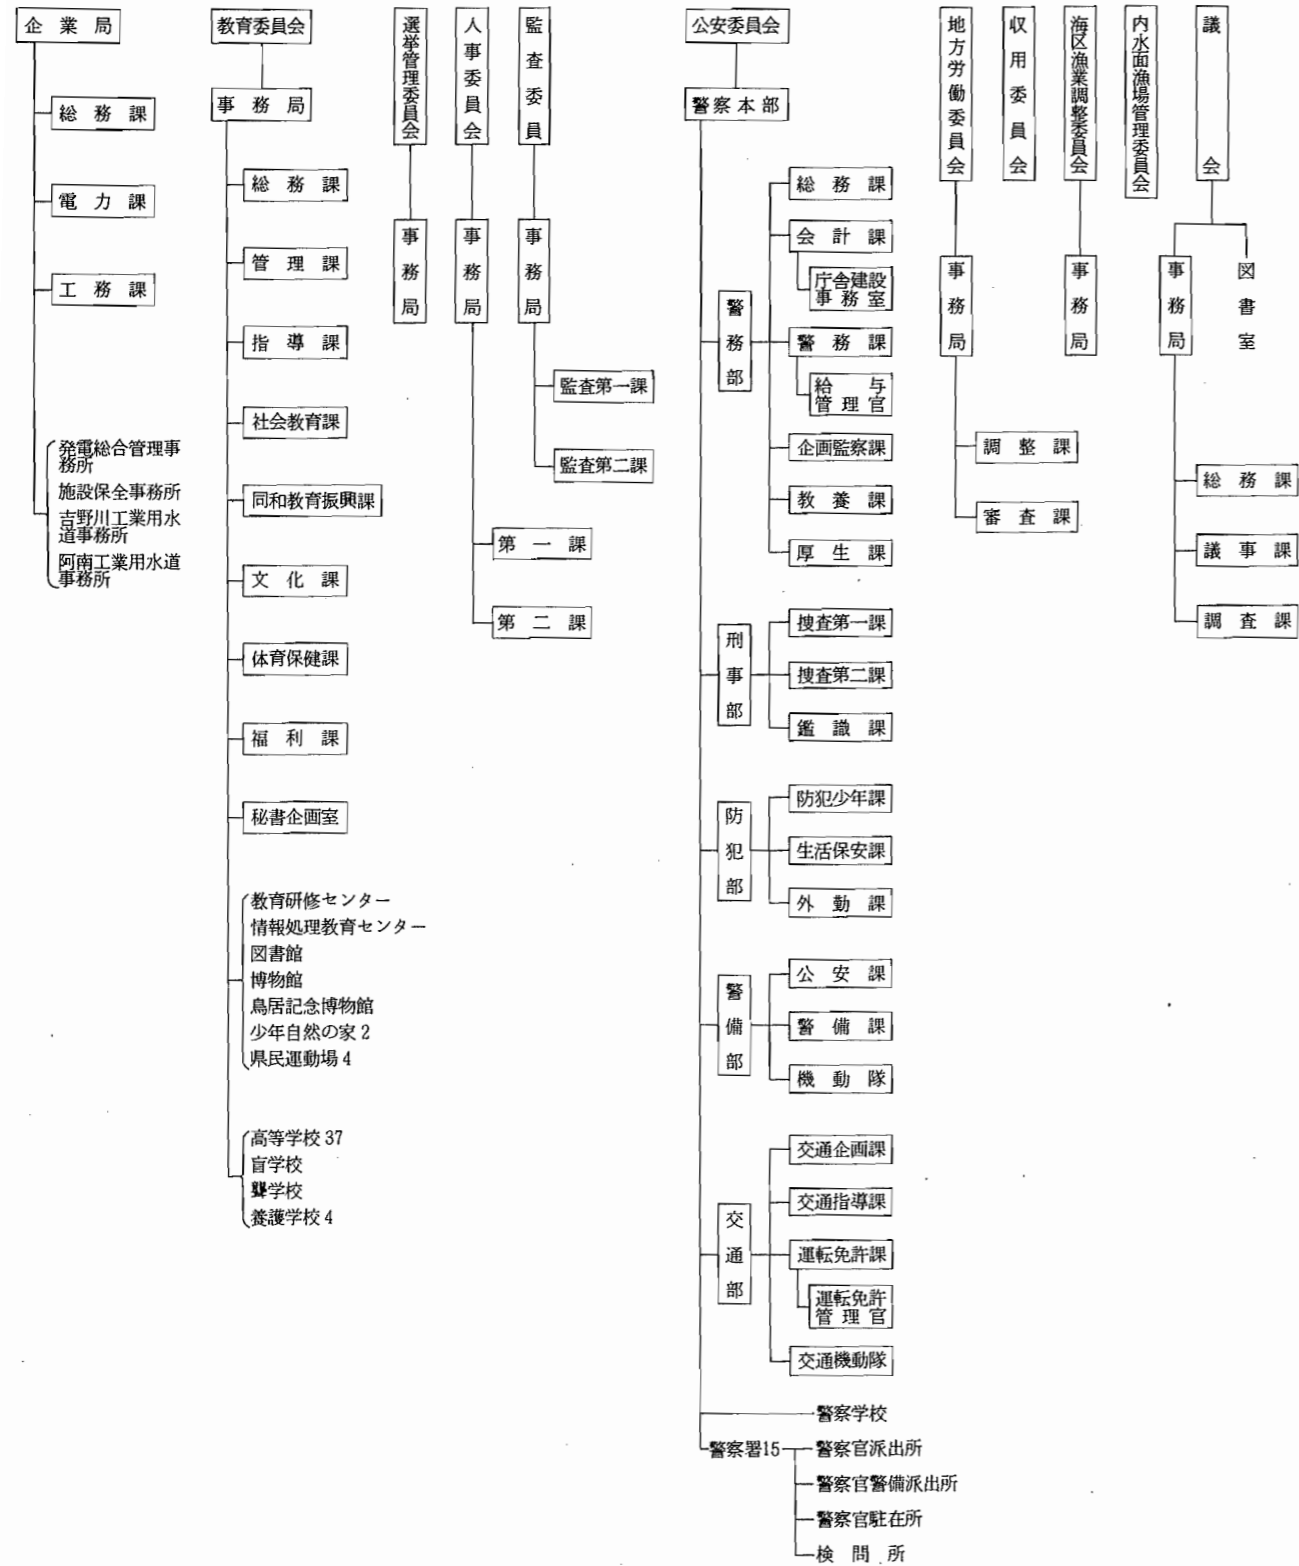 企業局
総務課
電力課
工務課
発電総合管理事
務所
施設保全事務所
吉野川工業用水
道事務所
阿南工業用水道
事務所
教育委員会
事務局
総務課
管理課
指導課
社会教育課
同和教育振興課
文化課
体育保健課
福利課
秘書企画室
教育研修センター
情報処理教育センター
図書館
博物館
鳥居記念博物館
少年自然の家2
県民運動場4
高等学校37
盲学校
聾学校
養護学校4
選挙管理委員会
事務局
人事委員会
事務局
第一課
第二課
監査委員
事務局
監査第一課
監査第二課
公安委員会
警察本部
警務部
総務課
会計課
庁舎建設
事務室
警務課
給与
管理官
企画監察課
教養課
厚生課
刑事部
捜査第一課
捜査第二課
鑑識課
防犯部
防犯少年課
生活保安課
外勤課
警備部
公安課
警備課
機動隊
交通部
交通企画課
交通指導課
運転免許課
運転免許
管理官
交通機動隊
警察学校
警察署15
警察官派出所
警察官警備派出所
警察官駐在所
検問所
地方労働委員会
事務局
調整課
審査課
収用委員会
海区漁業調整委員会
事務局
内水面漁場管理委員会
議会
事務局
図書室
総務課
議事課
調査課